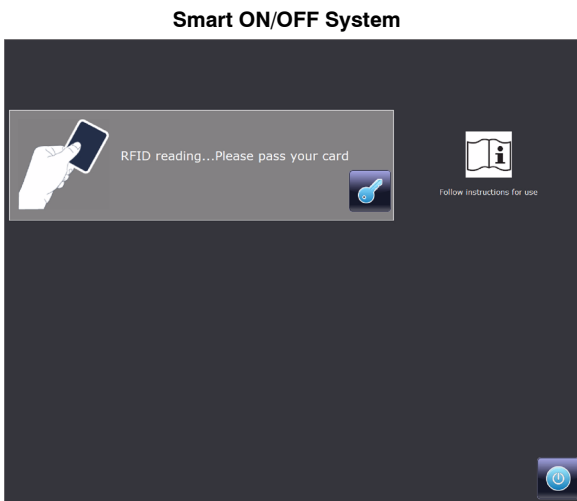 Smart ON/OFF System
RFID reading...Please pass your card
Follow instructions for use